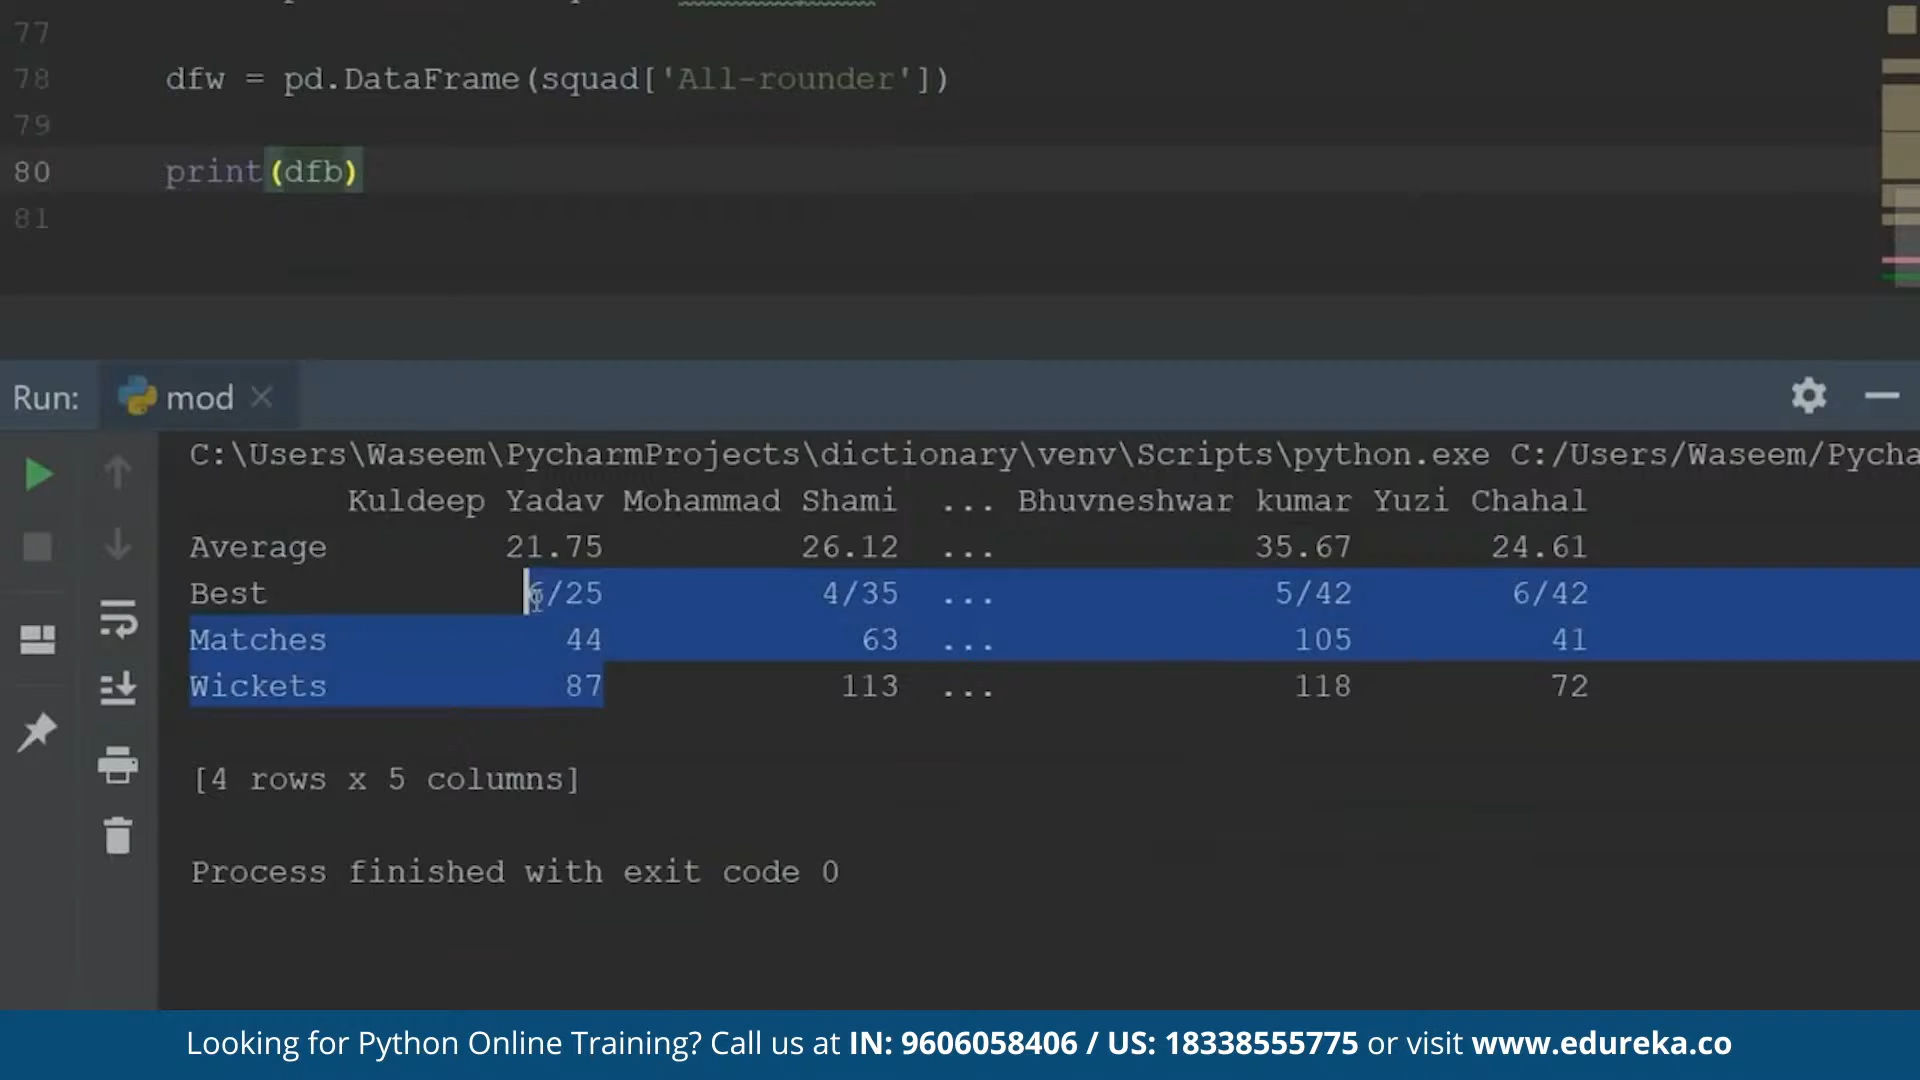 77
78 dfw = pd.DataFrame(squad['All-rounder'])
79
80 print(dfb)
81
Run: mod
C:\Users\Waseem\PycharmProjects\dictionary\venv\Scripts\python.exe C:/Users/Waseem/Pycha
Kuldeep Yadav Mohammad Shami ... Bhuvneshwar kumar Yuzi Chahal
Average 21.75 26.12 ... 35.67 24.61
Best 6/25 4/35 ... 5/42 6/42
Matches 44 63 ... 105 41
Wickets 87 113 ... 118 72
[4 rows x 5 columns]
Process finished with exit code 0
Looking for Python Online Training? Call us at IN: 9606058406 / US: 18338555775 or visit www.edureka.co